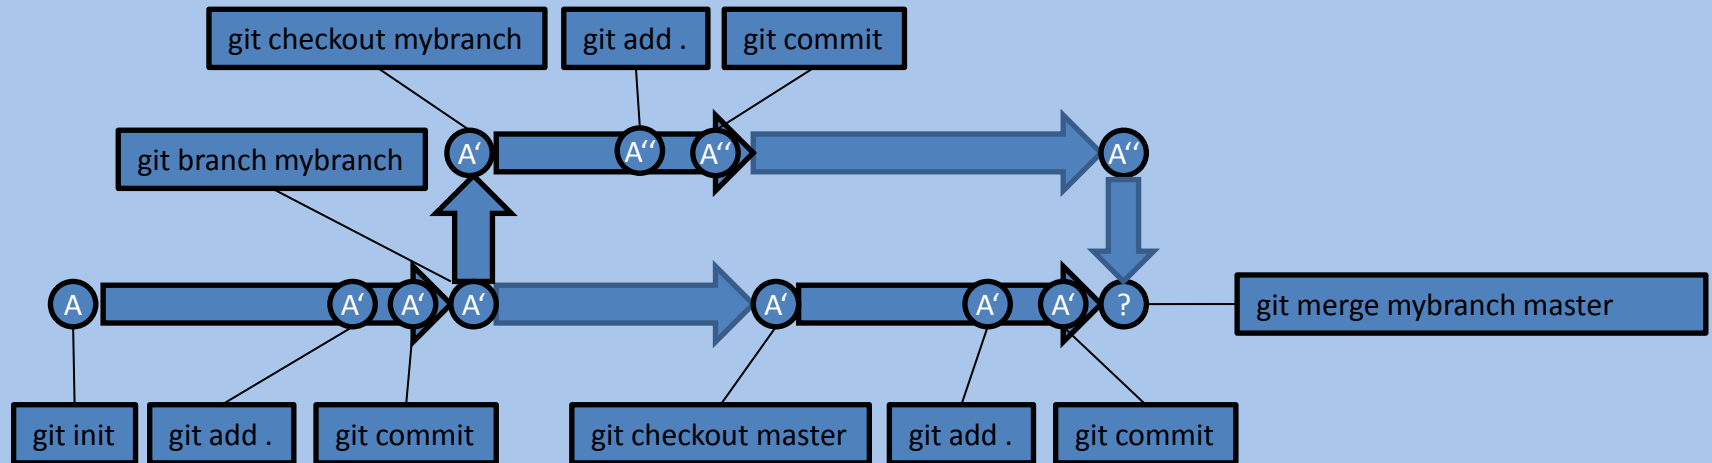 git checkout mybranch
git add .
git commit
git branch mybranch
A‘
A‘‘
A‘‘
A‘‘
A
A‘
A‘
A‘
A‘
A‘
A‘
?
git merge mybranch master
git init
git add .
git commit
git checkout master
git add .
git commit